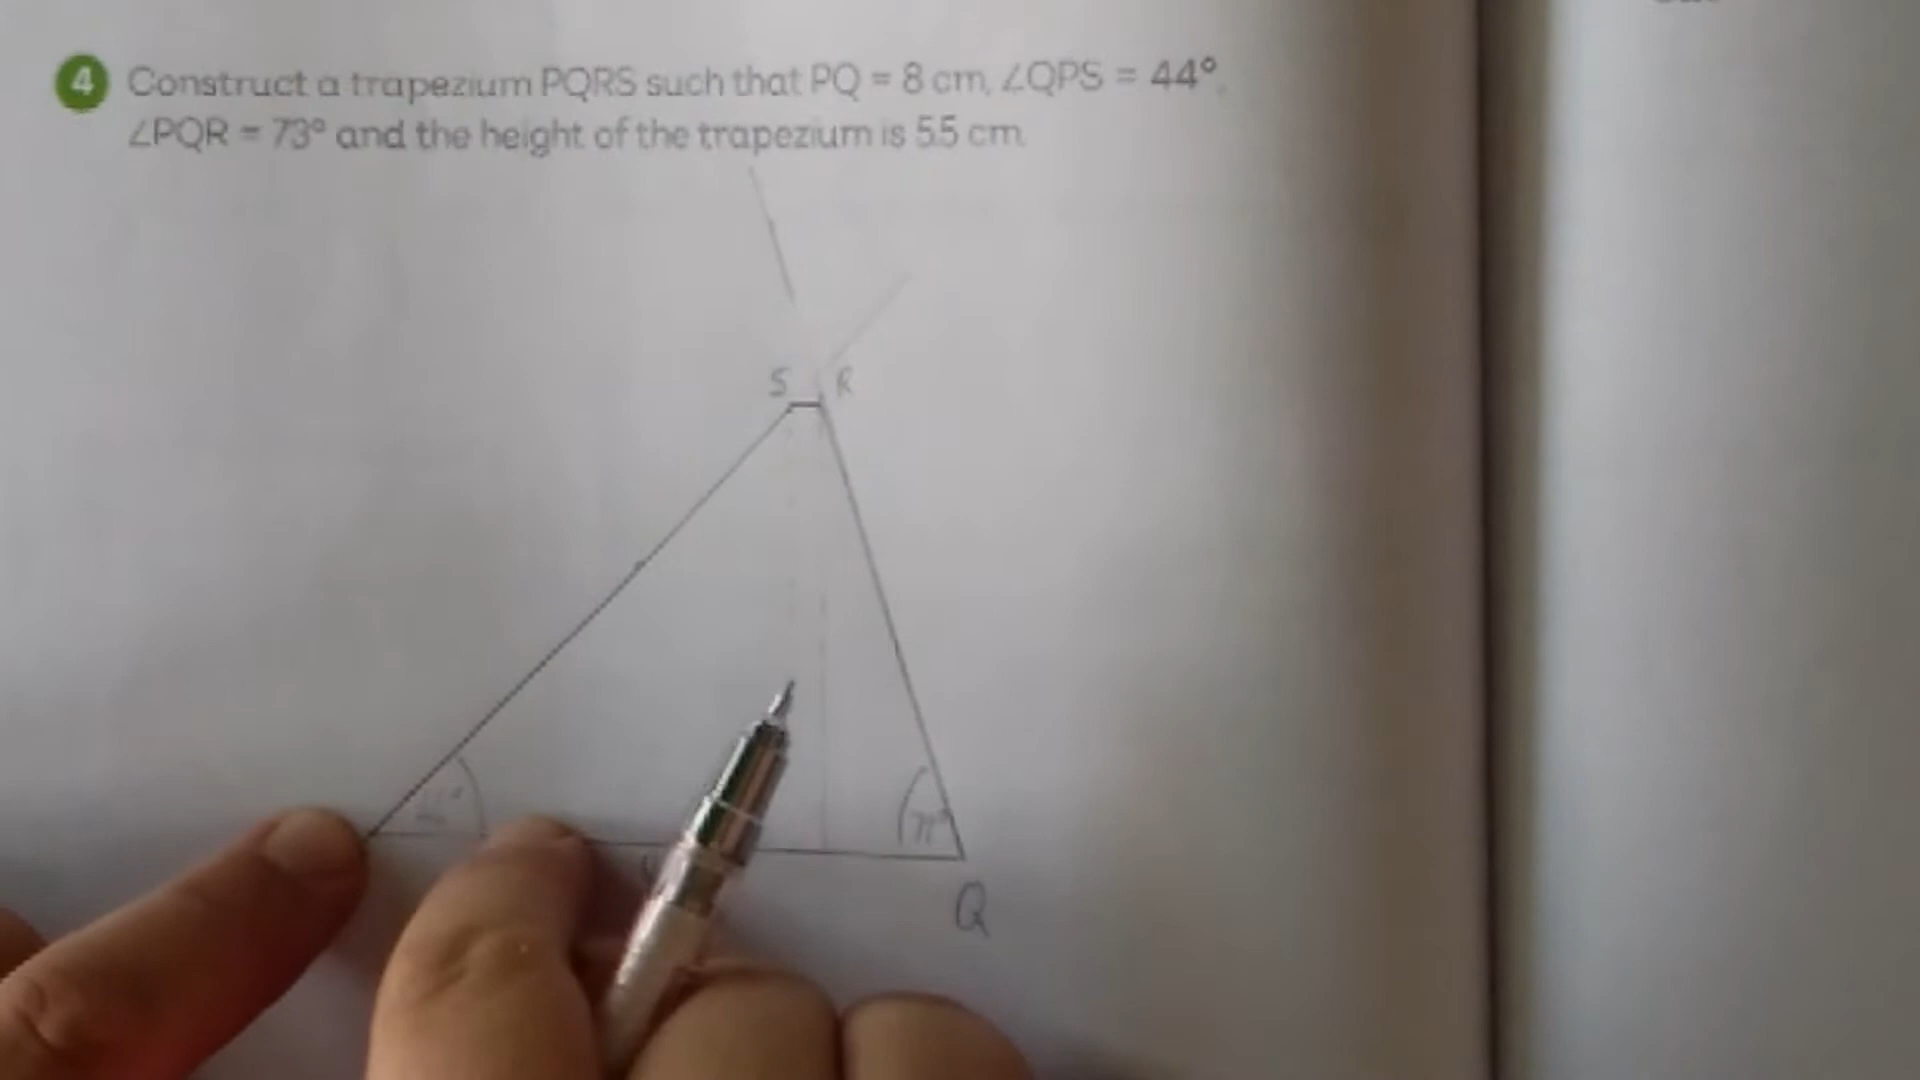 4 Construct a trapezium PQRS such that PQ = 8 cm, ∠QPS = 44°,
∠PQR = 73° and the height of the trapezium is 5.5 cm.
S R
Q